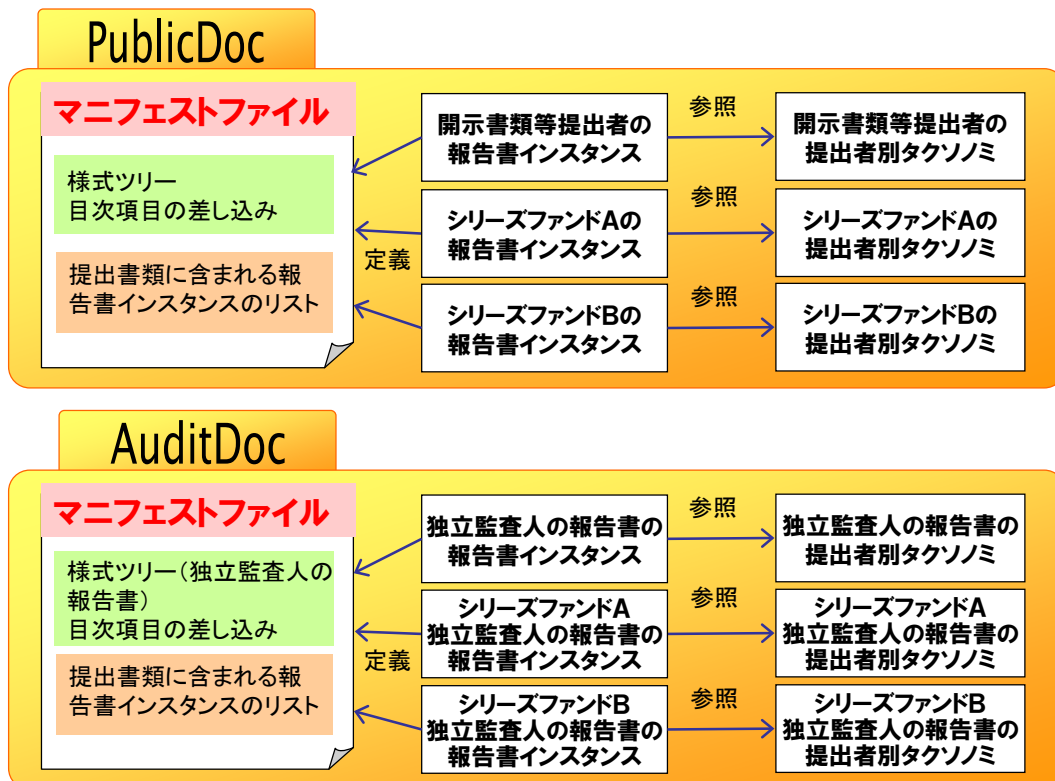 PublicDoc
マニフェストファイル
様式ツリー
目次項目の差し込み
提出書類に含まれる報
告書インスタンスのリスト
定義
開示書類等提出者の
報告書インスタンス
参照
開示書類等提出者の
提出者別タクソノミ
シリーズファンドAの
報告書インスタンス
参照
シリーズファンドAの
提出者別タクソノミ
シリーズファンドBの
報告書インスタンス
参照
シリーズファンドBの
提出者別タクソノミ
AuditDoc
マニフェストファイル
様式ツリー(独立監査人の
報告書)
目次項目の差し込み
提出書類に含まれる報
告書インスタンスのリスト
定義
独立監査人の報告書の
報告書インスタンス
参照
独立監査人の報告書の
提出者別タクソノミ
シリーズファンドA
独立監査人の報告書の
報告書インスタンス
参照
シリーズファンドA
独立監査人の報告書の
提出者別タクソノミ
シリーズファンドB
独立監査人の報告書の
報告書インスタンス
参照
シリーズファンドB
独立監査人の報告書の
提出者別タクソノミ